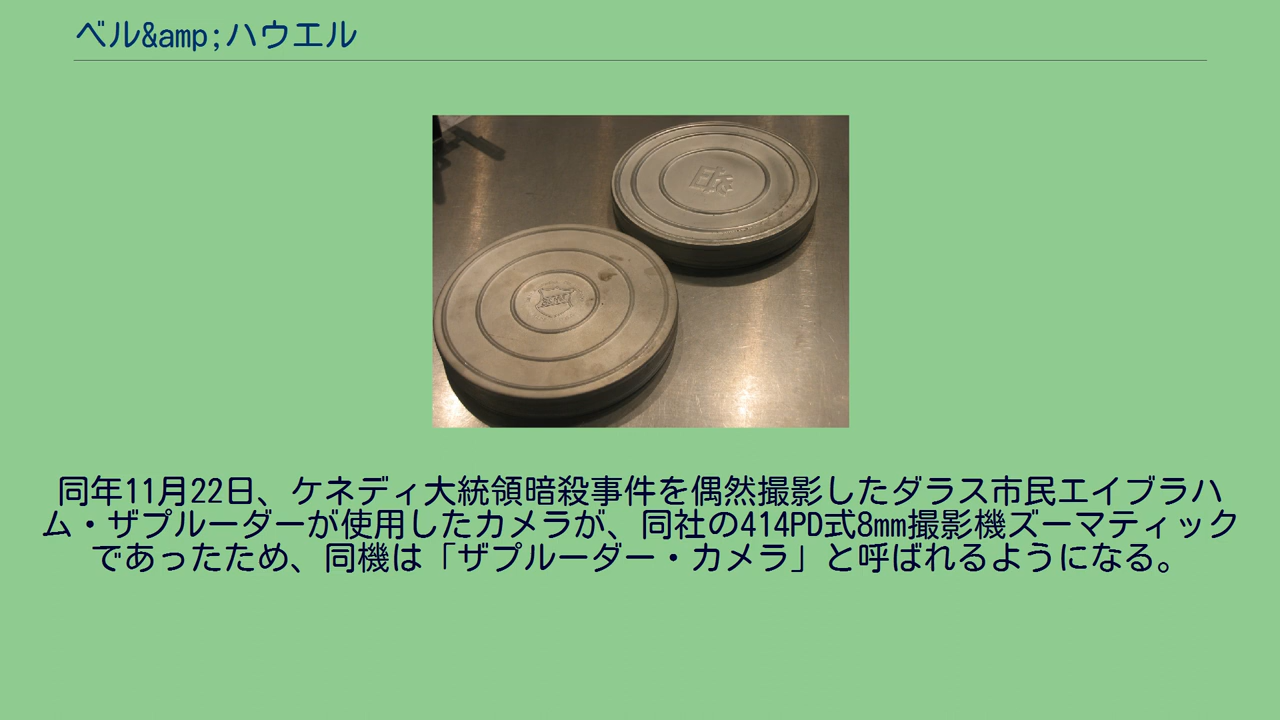 ベル&amp;ハウエル
同年11月22日、ケネディ大統領暗殺事件を偶然撮影したダラス市民エイブラハ
ム・ザプルーダーが使用したカメラが、同社の414PD式8mm撮影機ズーマティック
であったため、同機は「ザプルーダー・カメラ」と呼ばれるようになる。